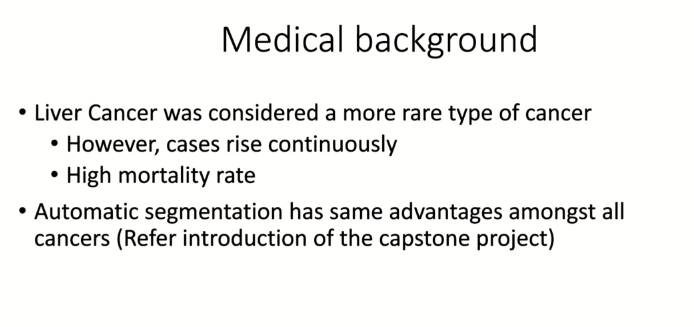 Medical background
• Liver Cancer was considered a more rare type of cancer
• However, cases rise continuously
• High mortality rate
• Automatic segmentation has same advantages amongst all
cancers (Refer introduction of the capstone project)